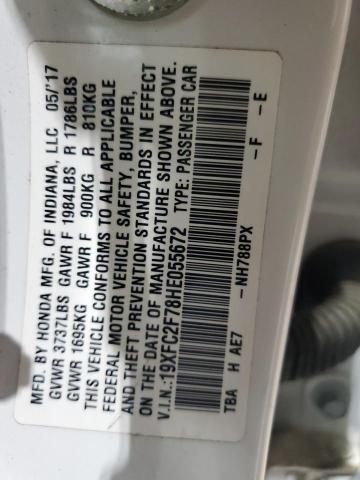 MFD. BY HONDA MFG. OF INDIANA, LLC 05/'17
GVWR 3737LBS GAWR F 1984LBS R 1786LBS
GVWR 1695KG GAWR F 900KG R 810KG
THIS VEHICLE CONFORMS TO ALL APPLICABLE
FEDERAL MOTOR VEHICLE SAFETY, BUMPER,
AND THEFT PREVENTION STANDARDS IN EFFECT
ON THE DATE OF MANUFACTURE SHOWN ABOVE.
V.I.N.:19XFC2F78HE055672 TYPE: PASSENGER CAR
TBA H AE7 -NH788PX -F -E